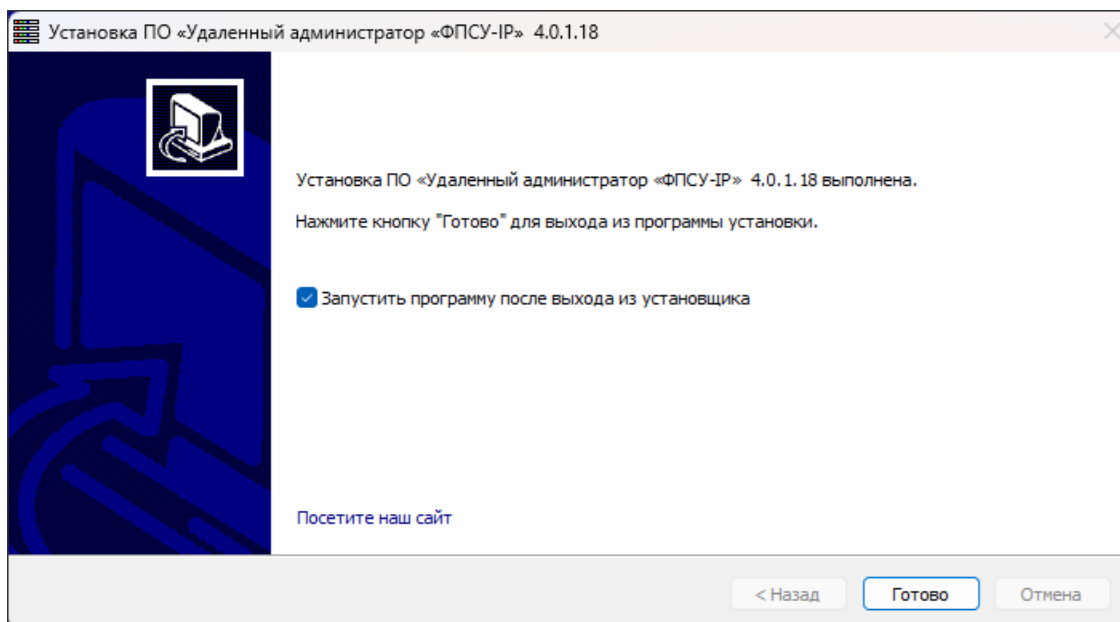 Установка ПО «Удаленный администратор «ФПСУ-IP» 4.0.1.18
Установка ПО «Удаленный администратор «ФПСУ-IP» 4.0.1.18 выполнена.
Нажмите кнопку "Готово" для выхода из программы установки.
Запустить программу после выхода из установщика
Посетите наш сайт
< Назад
Готово
Отмена